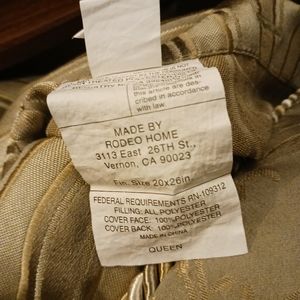 this article are des-
cribed in accordance
with law.
MADE BY
RODEO HOME
3113 East 26TH St.,
Vernon, CA 90023
Fin. Size 20x26in.
FEDERAL REQUIREMENTS RN-109312
FILLING: ALL POLYESTER
COVER FACE: 100% POLYESTER
COVER BACK: 100% POLYESTER
MADE IN CHINA
QUEEN